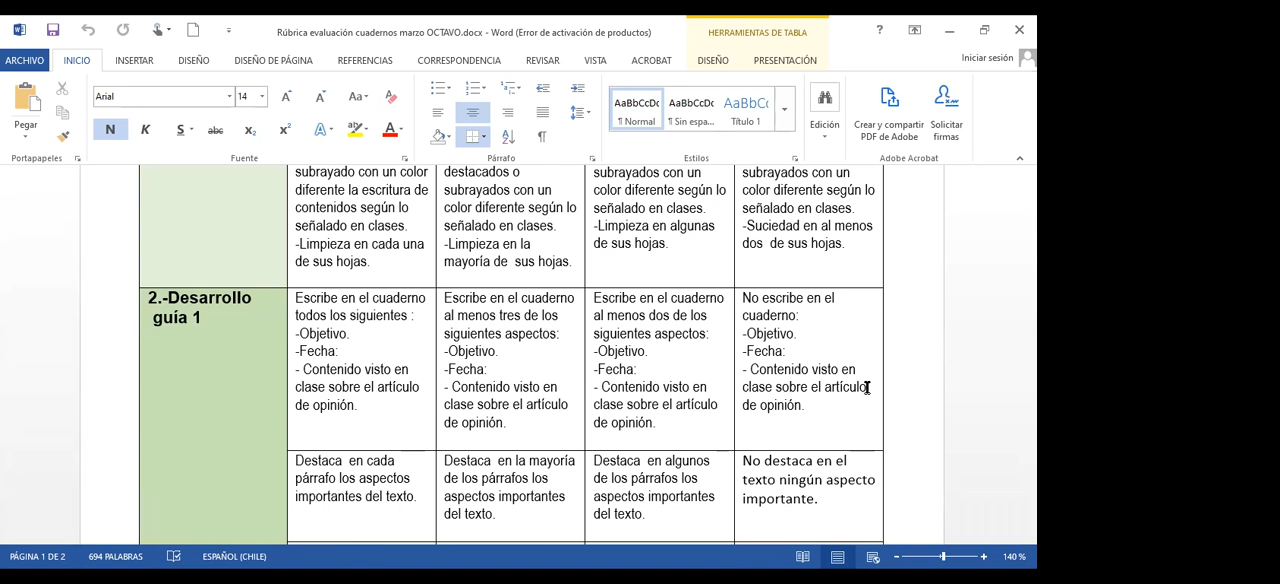 Rúbrica evaluación cuadernos marzo OCTAVO.docx - Word (Error de activación de productos)
HERRAMIENTAS DE TABLA
?
ARCHIVO INICIO INSERTAR DISEÑO DISEÑO DE PÁGINA REFERENCIAS CORRESPONDENCIA REVISAR VISTA ACROBAT DISEÑO PRESENTACIÓN Iniciar sesión
Pegar
Arial 14 Aa
N K S abc X₂ X² A A
AaBbCcDc AaBbCcDc AaBbCc
¶ Normal ¶ Sin espa... Título 1
Edición
Crear y compartir
PDF de Adobe
Solicitar
firmas
Portapapeles Fuente Párrafo Estilos Adobe Acrobat
subrayado con un color
diferente la escritura de
contenidos según lo
señalado en clases.
-Limpieza en cada una
de sus hojas.
destacados o
subrayados con un
color diferente según lo
señalado en clases.
-Limpieza en la
mayoría de sus hojas.
subrayados con un
color diferente según lo
señalado en clases.
-Limpieza en algunas
de sus hojas.
subrayados con un
color diferente según lo
señalado en clases.
-Suciedad en al menos
dos de sus hojas.
2.-Desarrollo
guía 1
Escribe en el cuaderno
todos los siguientes :
-Objetivo.
-Fecha:
- Contenido visto en
clase sobre el artículo
de opinión.
Escribe en el cuaderno
al menos tres de los
siguientes aspectos:
-Objetivo.
-Fecha:
- Contenido visto en
clase sobre el artículo
de opinión.
Escribe en el cuaderno
al menos dos de los
siguientes aspectos:
-Objetivo.
-Fecha:
- Contenido visto en
clase sobre el artículo
de opinión.
No escribe en el
cuaderno:
-Objetivo.
-Fecha:
- Contenido visto en
clase sobre el artículo
de opinión.
Destaca en cada
párrafo los aspectos
importantes del texto.
Destaca en la mayoría
de los párrafos los
aspectos importantes
del texto.
Destaca en algunos
de los párrafos los
aspectos importantes
del texto.
No destaca en el
texto ningún aspecto
importante.
PÁGINA 1 DE 2 694 PALABRAS ESPAÑOL (CHILE) 140 %